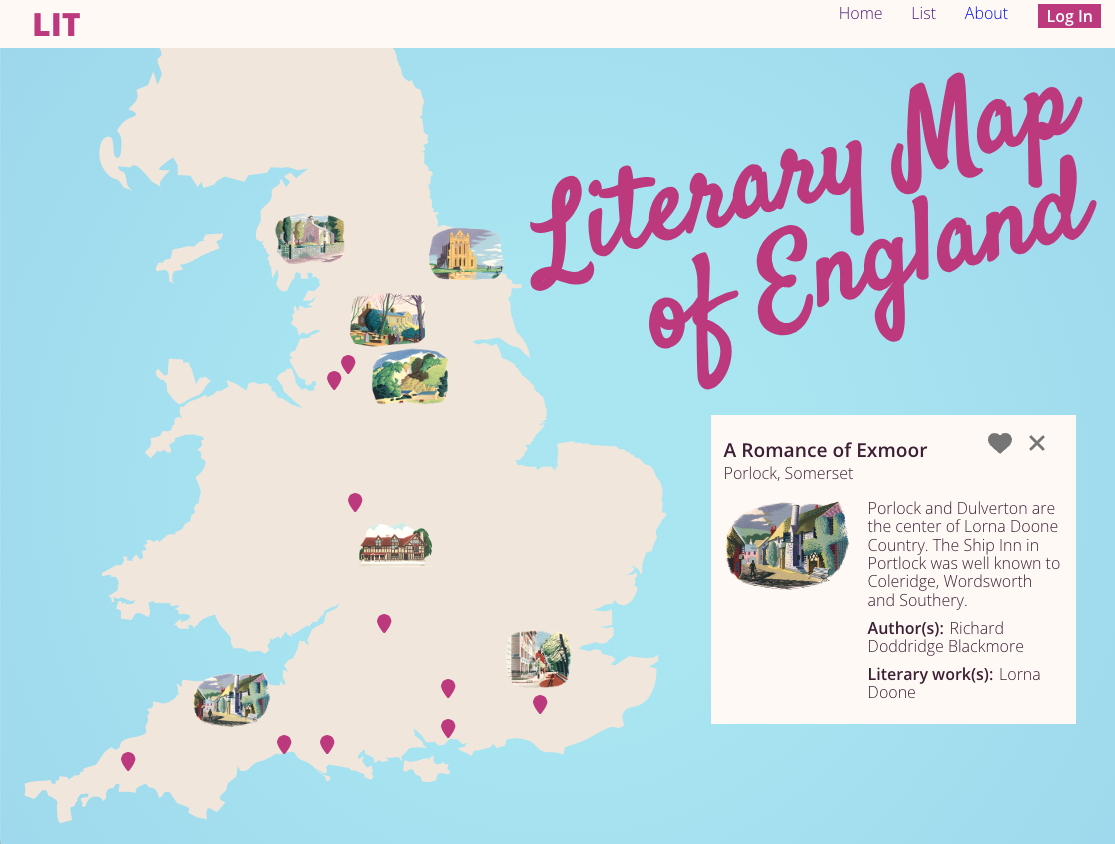 LIT
Home
List
About
Log In
Literary Map
of England
A Romance of Exmoor
Porlock, Somerset
Porlock and Dulverton are
the center of Lorna Doone
Country. The Ship Inn in
Portlock was well known to
Coleridge, Wordsworth
and Southery.
Author(s): Richard
Doddridge Blackmore
Literary work(s): Lorna
Doone